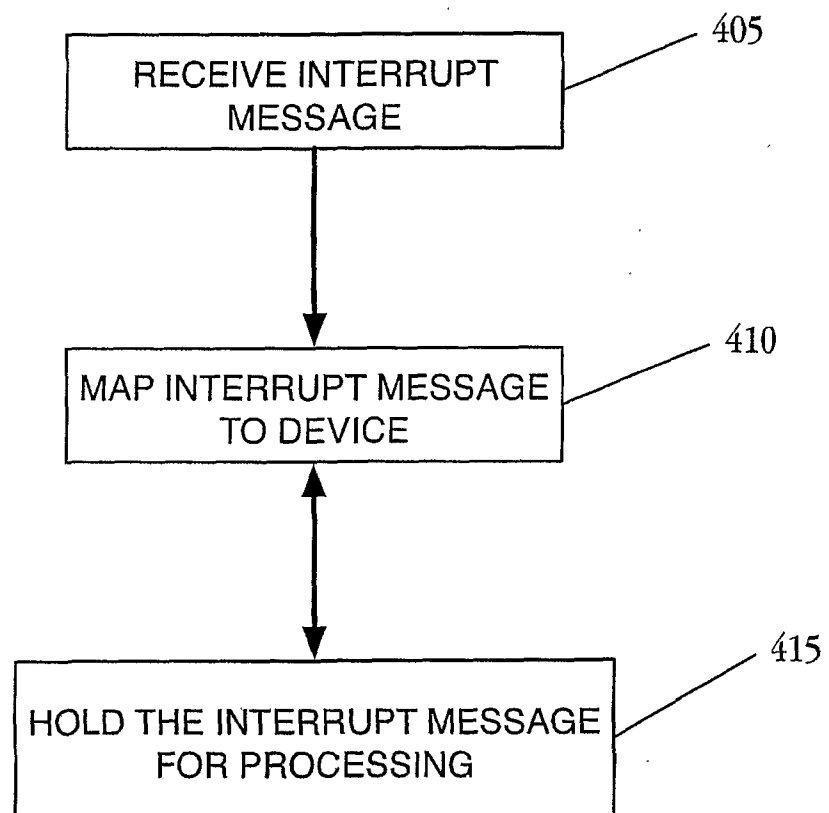 405
RECEIVE INTERRUPT
MESSAGE
410
MAP INTERRUPT MESSAGE
TO DEVICE
415
HOLD THE INTERRUPT MESSAGE
FOR PROCESSING